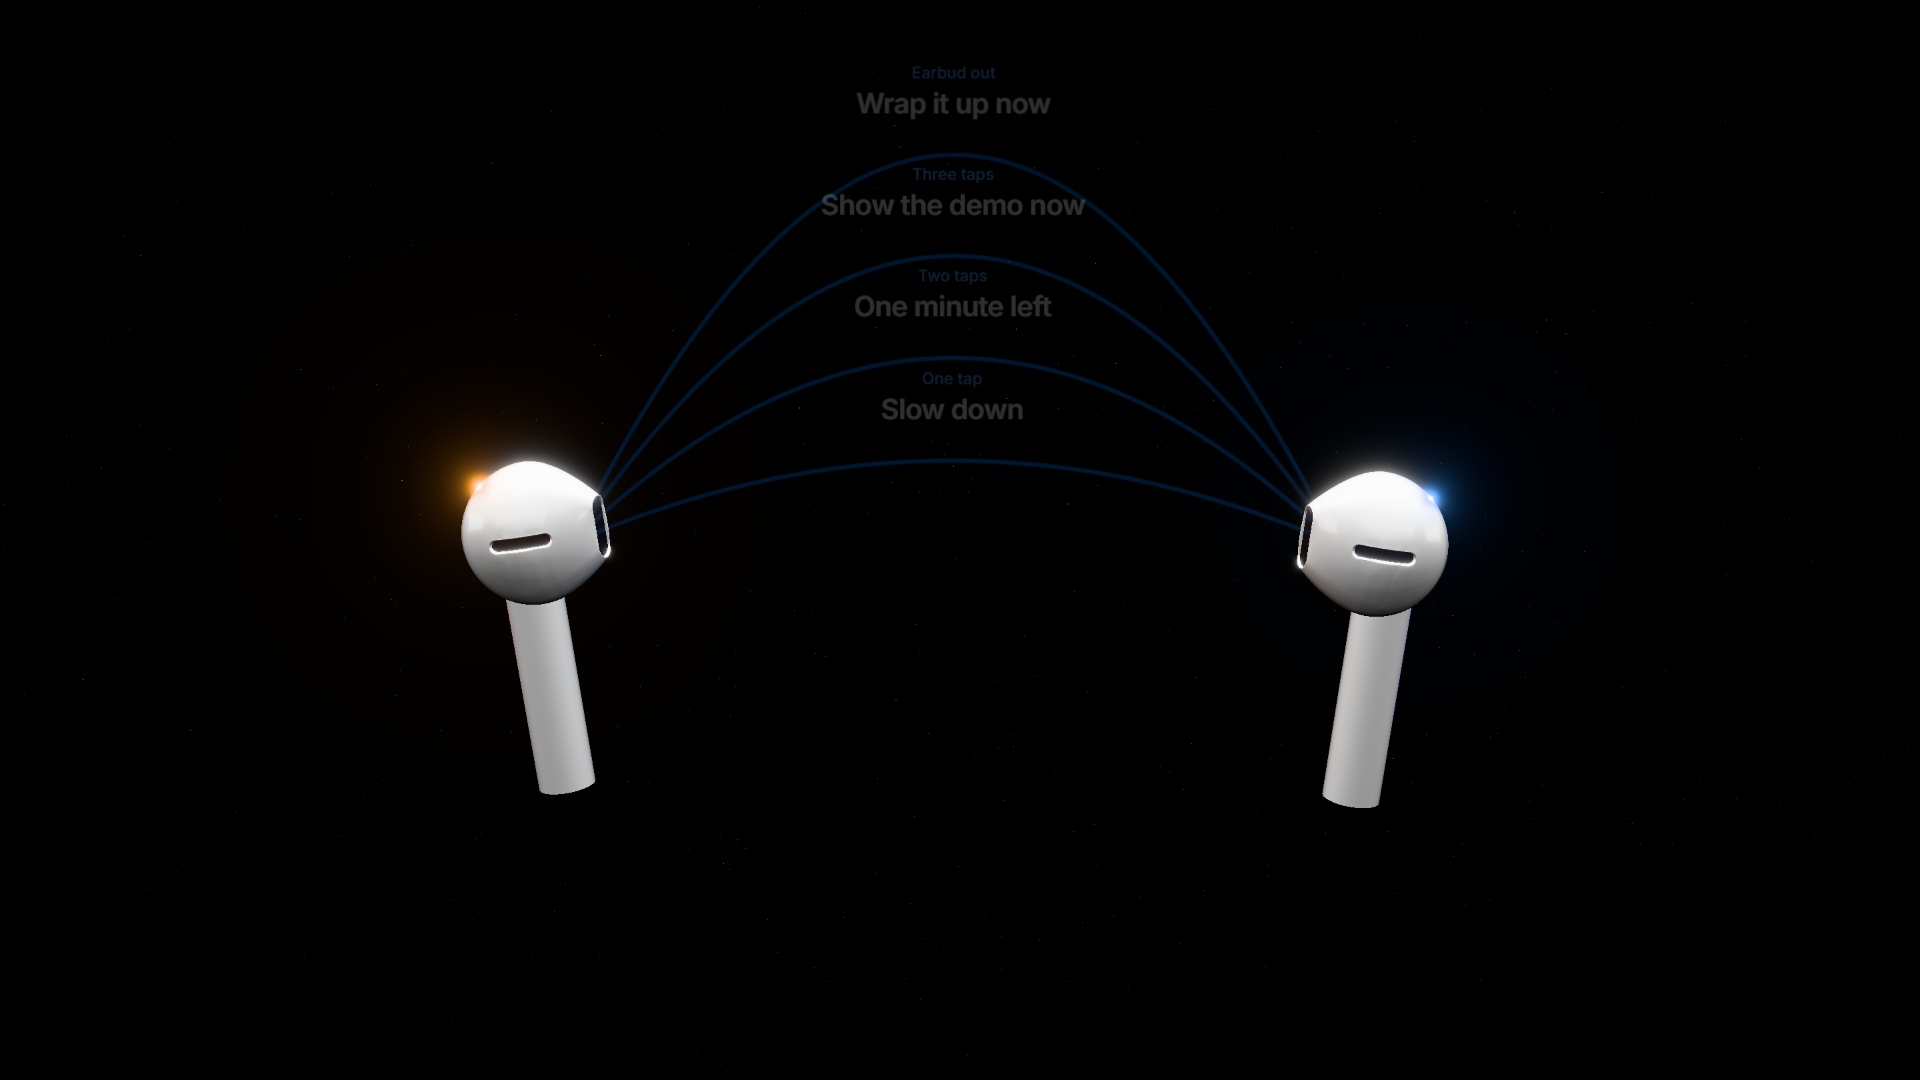 Earbud out
Wrap it up now
Three taps
Show the demo now
Two taps
One minute left
One tap
Slow down